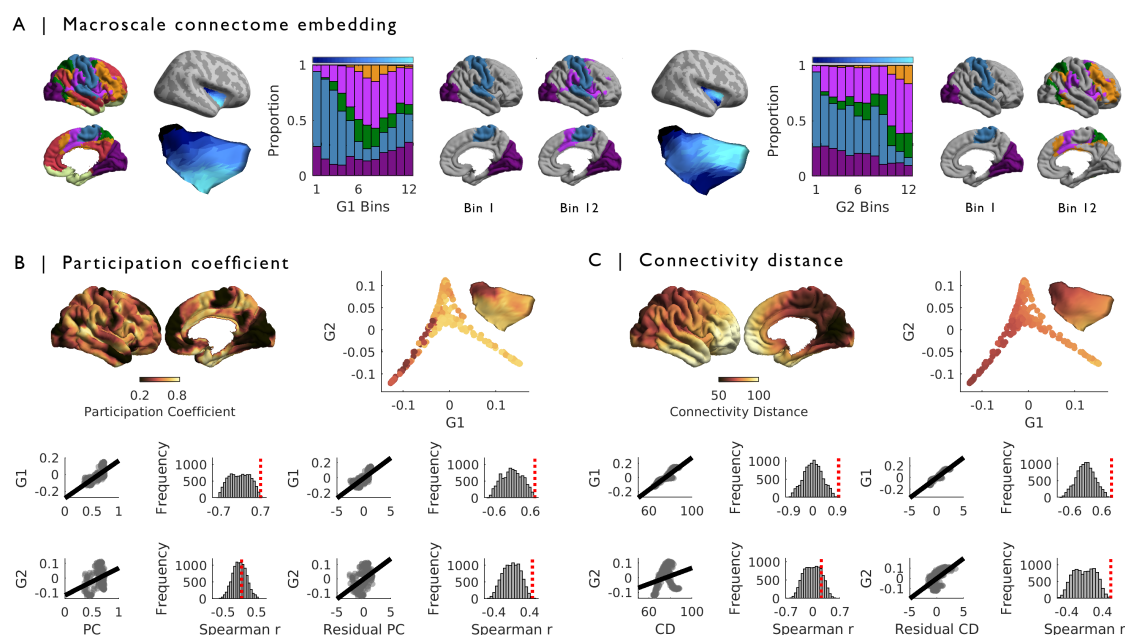 A | Macroscale connectome embedding
Proportion
1
0.5
0
1 6 12
G1 Bins
Bin 1
Bin 12
Proportion
1
0.5
0
1 6 12
G2 Bins
Bin 1
Bin 12
B | Participation coefficient
0.2 0.8
Participation Coefficient
G2
0.1
0.05
0
-0.05
-0.1
-0.1 0 0.1
G1
C | Connectivity distance
50 100
Connectivity Distance
G2
0.1
0.05
0
-0.05
-0.1
-0.1 0 0.1
G1
G1
0.2
0
-0.2
0 0.5 1
Frequency
1000
500
0
-0.7 0 0.7
G1
0.2
0
-0.2
-5 0 5
Frequency
1000
500
0
-0.6 0 0.6
G1
0.2
0
-0.2
60 100
Frequency
1000
500
0
-0.9 0 0.9
G1
0.2
0
-0.2
-5 0 5
Frequency
1000
500
0
-0.6 0.6
G2
0.1
0
-0.1
0 0.5 1
PC
Frequency
1000
500
0
-0.5 0.5
Spearman r
G2
0.1
0
-0.1
-5 0 5
Residual PC
Frequency
1000
500
0
-0.4 0.4
Spearman r
G2
0.1
0
-0.1
60 100
CD
Frequency
1000
500
0
-0.7 0 0.7
Spearman r
G2
0.1
0
-0.1
-5 0 5
Residual CD
Frequency
1000
500
0
-0.4 0.4
Spearman r